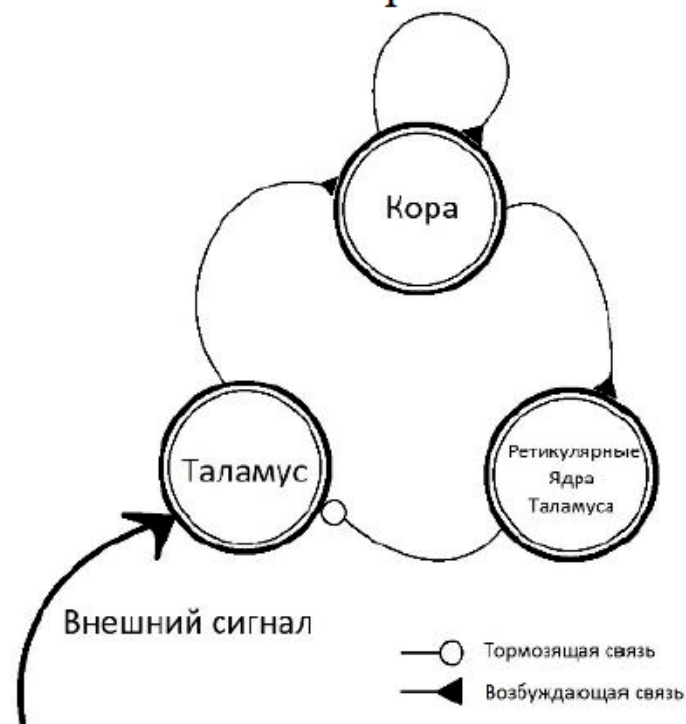 Кора
Таламус
Ретикулярные
Ядра
Таламуса
Внешний сигнал
Тормозящая связь
Возбуждающая связь